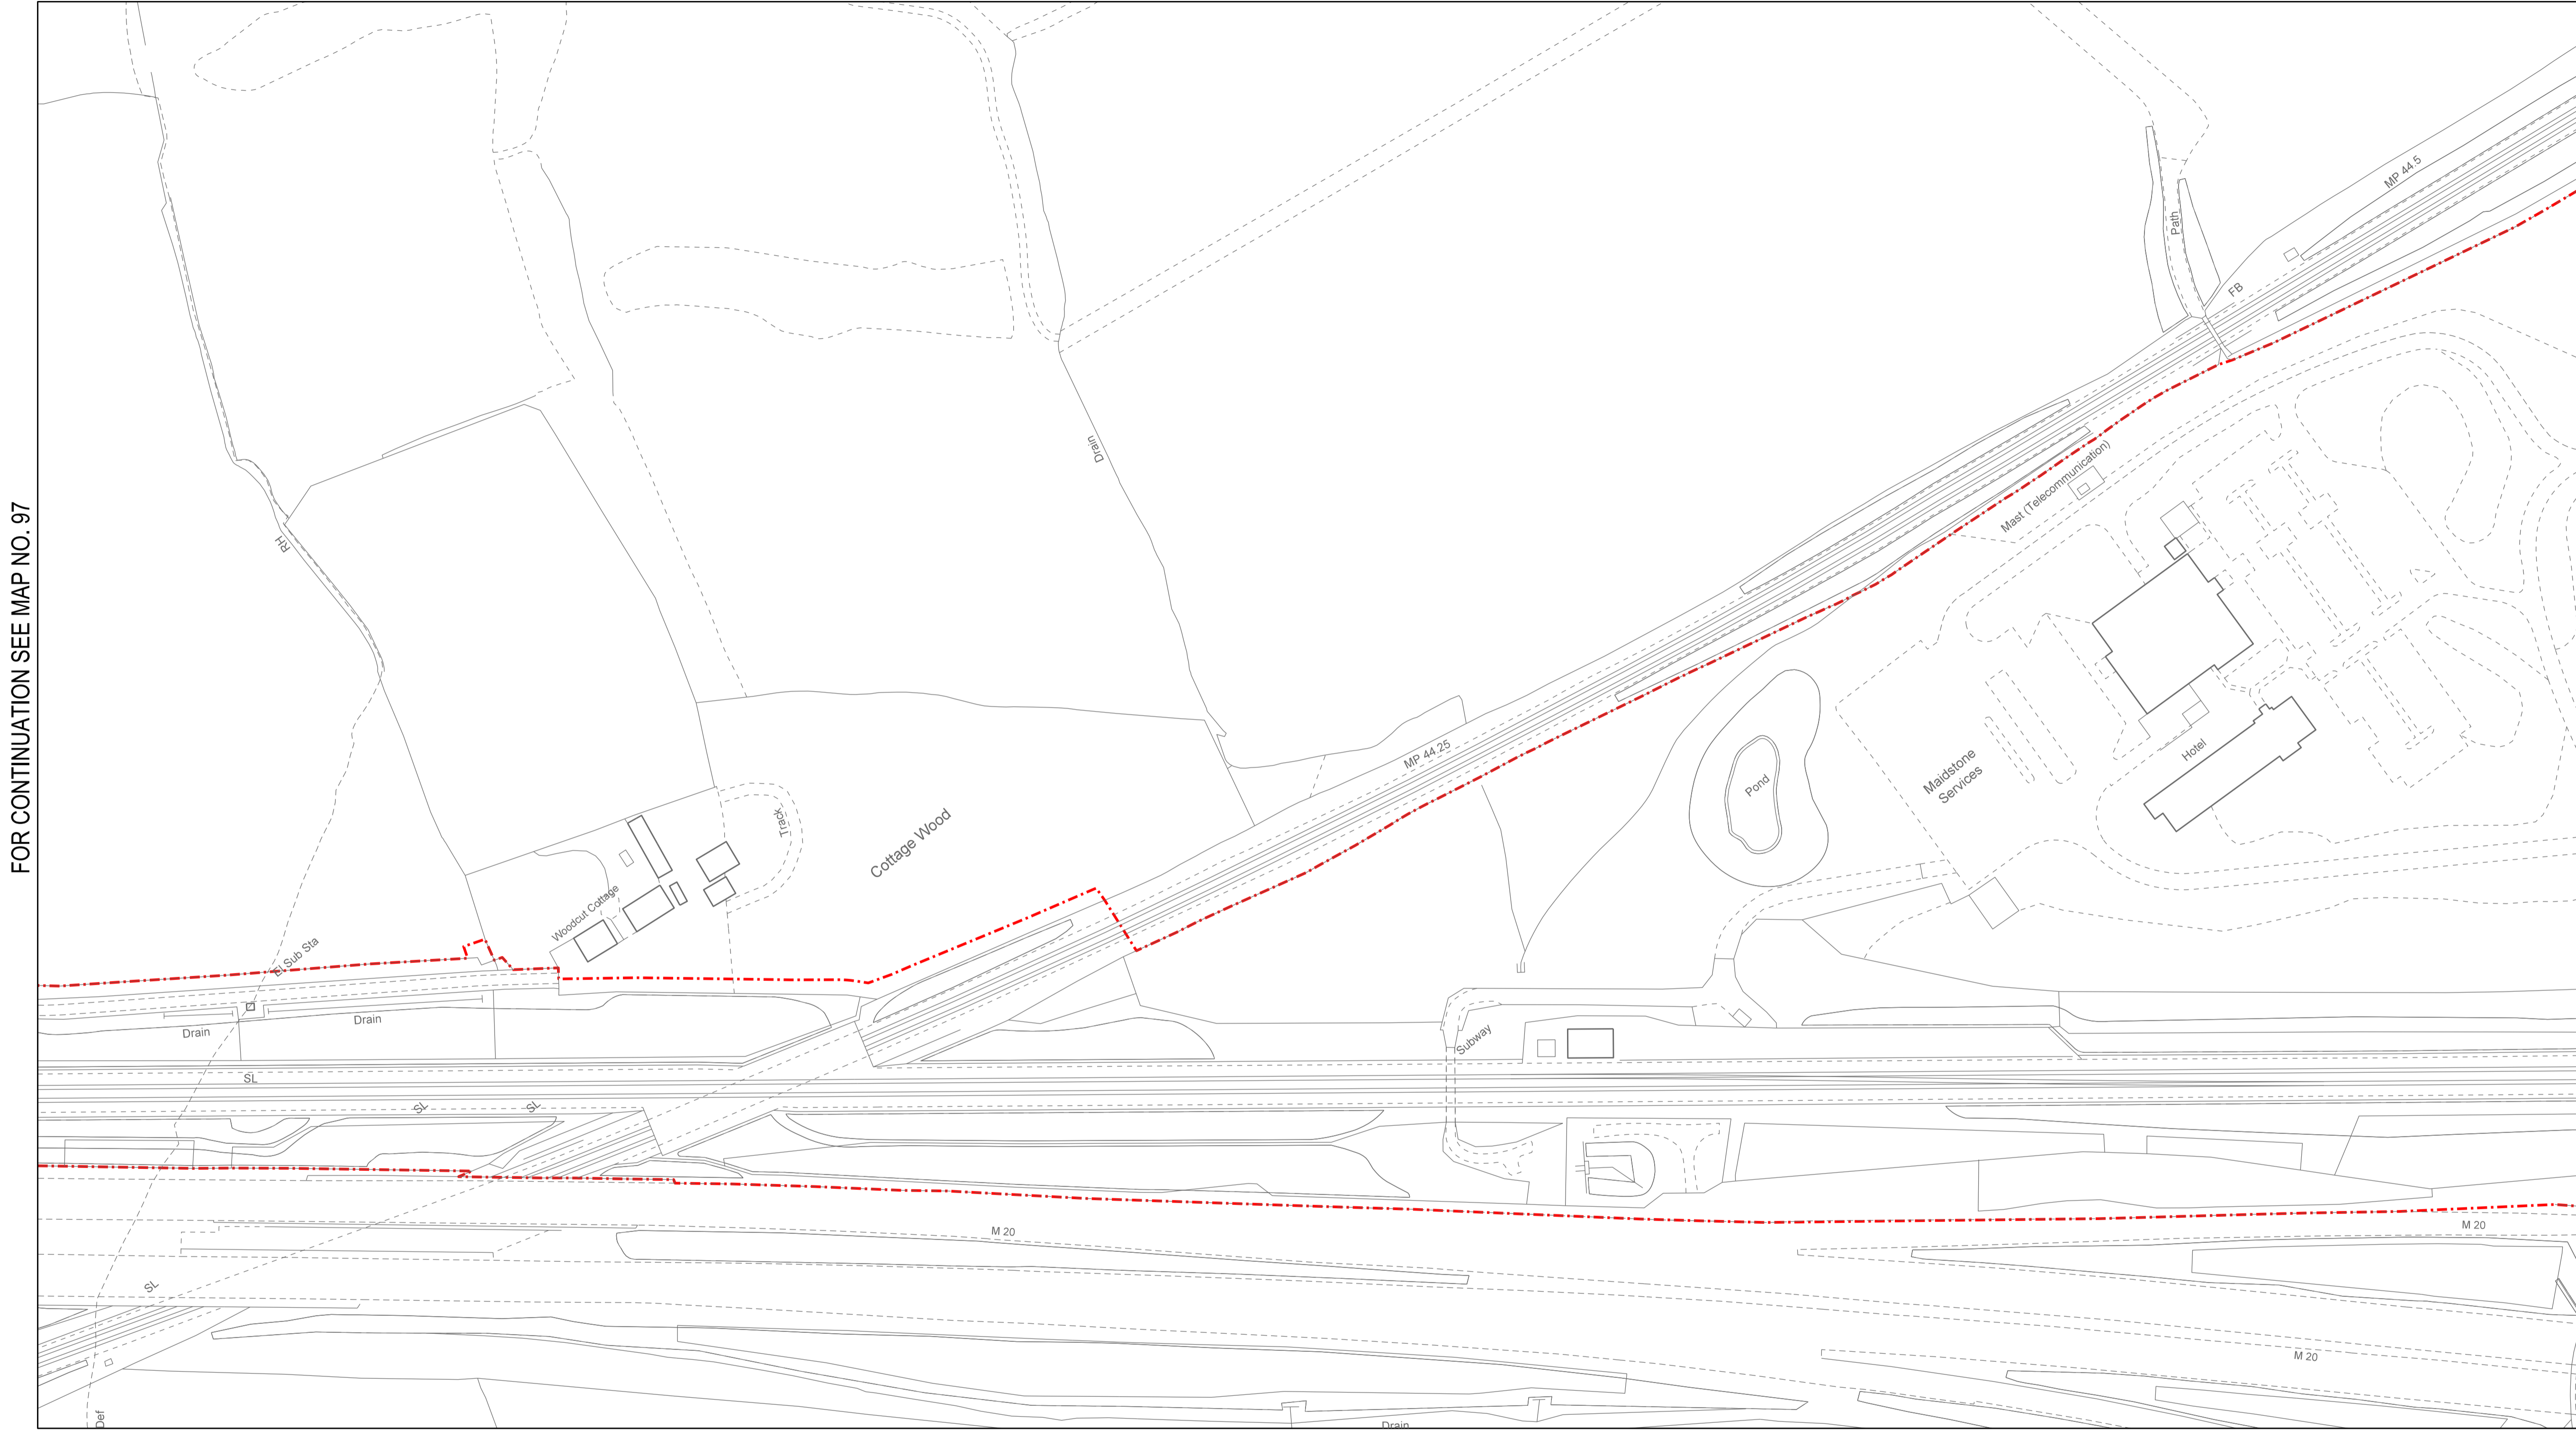 FOR CONTINUATION SEE MAP NO. 97
MP 44.5
Path
FB
Drain
Mast (Telecommunication)
RH
MP 44.25
Maidstone
Services
Hotel
Pond
Track
Cottage Wood
Woodcut Cottage
El Sub Sta
Drain
Drain
Subway
SL
SL
SL
M 20
M 20
SL
M 20
Def
Drain